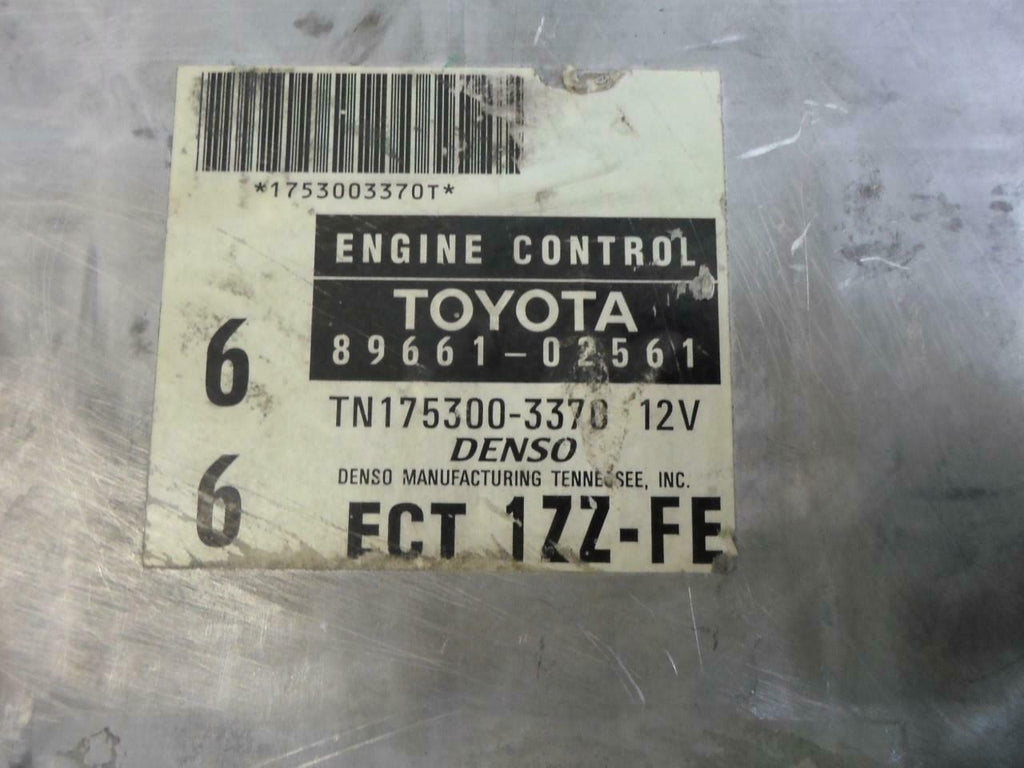 *1753003370T*
ENGINE CONTROL
TOYOTA
89661-02561
6
TN175300-3370 12V
DENSO
DENSO MANUFACTURING TENNESSEE, INC.
6
ECT 1ZZ-FE